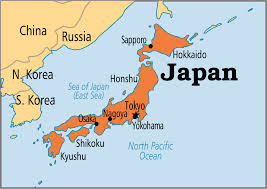 China
Russia
Sapporo
Hokkaido
N. Korea
Honshu
Japan
Sea of Japan
(East Sea)
S. Korea
Tokyo
Osaka
Nagoya
Yokohama
Shikoku
Kyushu
North Pacific
Ocean